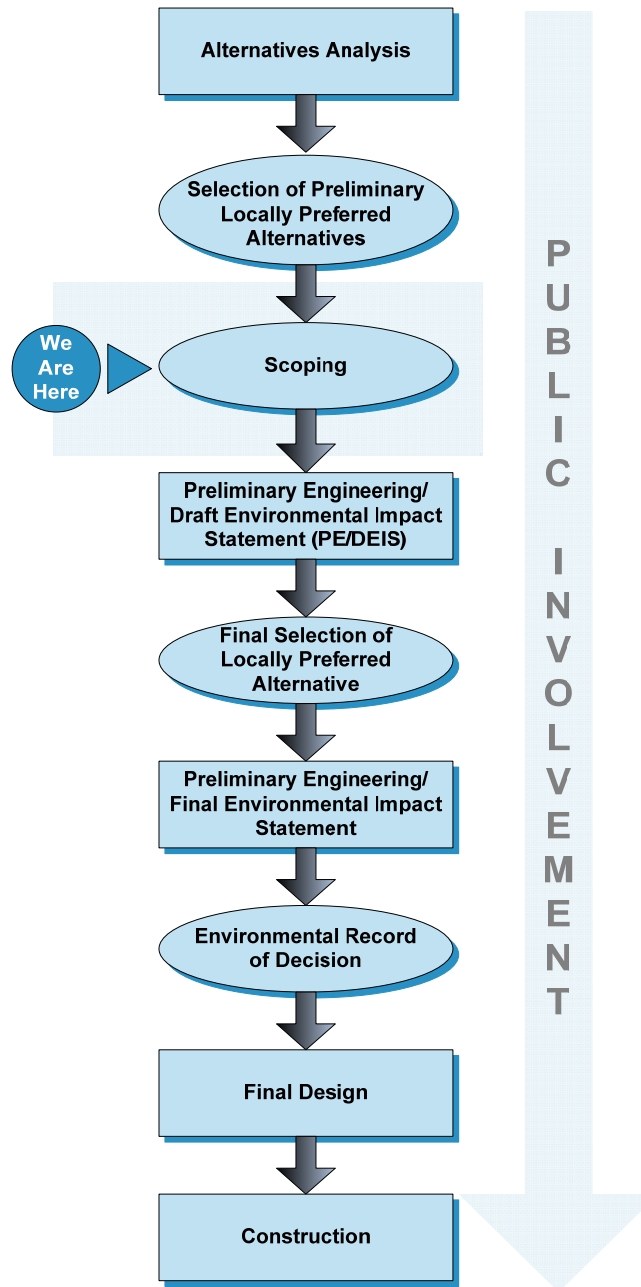 Alternatives Analysis
Selection of Preliminary
Locally Preferred
Alternatives
We
Are
Here
Scoping
Preliminary Engineering/
Draft Environmental Impact
Statement (PE/DEIS)
Final Selection of
Locally Preferred
Alternative
Preliminary Engineering/
Final Environmental Impact
Statement
Environmental Record
of Decision
Final Design
Construction
PUBLIC INVOLVEMENT